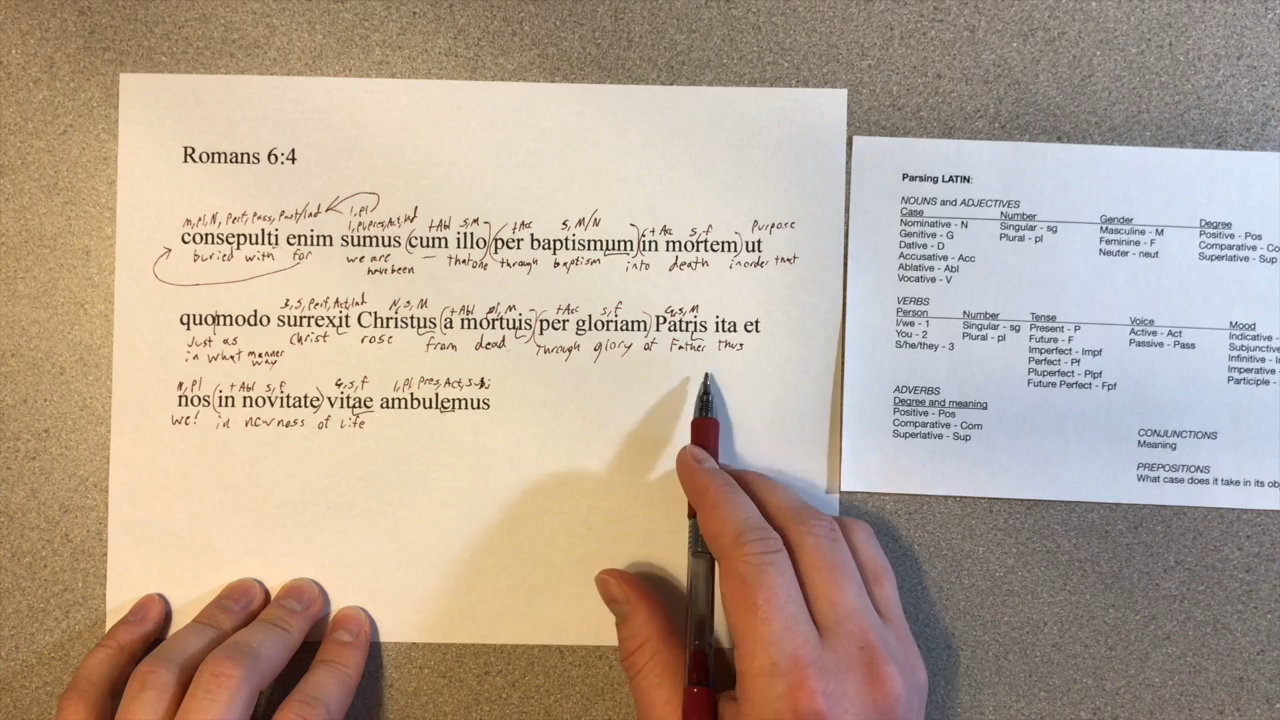 Romans 6:4
m, pl, N, Perf, Pass, Part/Ind 1, pl
1, pl, Pres, Act, Ind +Abl s, M +Acc s, M/N +Acc s, f Purpose
consepulti enim sumus (cum illo) (per baptismum) (in mortem) ut
buried with for we are that one through baptism into death in order that
have been
3, S, Perf, Act, Ind N, s, M +Abl pl, M +Acc s, f G, s, M
quomodo surrexit Christus (a mortuis) (per gloriam) Patris ita et
Just as Christ rose from dead through glory of Father thus
in what manner
way
N, pl +Abl s, f G, s, f 1, pl Pres, Act,
nos (in novitate) vitae ambulemus
we! in newness of life
Parsing LATIN:
NOUNS and ADJECTIVES
Case Number Gender Degree
Nominative - N Singular - sg Masculine - M Positive - Pos
Genitive - G Plural - pl Feminine - F Comparative - Co
Dative - D Neuter - neut Superlative - Sup
Accusative - Acc
Ablative - Abl
Vocative - V
VERBS
Person Number Tense Voice Mood
I/we - 1 Singular - sg Present - P Active - Act Indicative -
You - 2 Plural - pl Future - F Passive - Pass Subjunctive
S/he/they - 3 Imperfect - Impf Infinitive - I
Perfect - Pf Imperative -
Pluperfect - Plpf Participle -
Future Perfect - Fpf
ADVERBS
Degree and meaning
Positive - Pos
Comparative - Com
Superlative - Sup
CONJUNCTIONS
Meaning
PREPOSITIONS
What case does it take in its ob